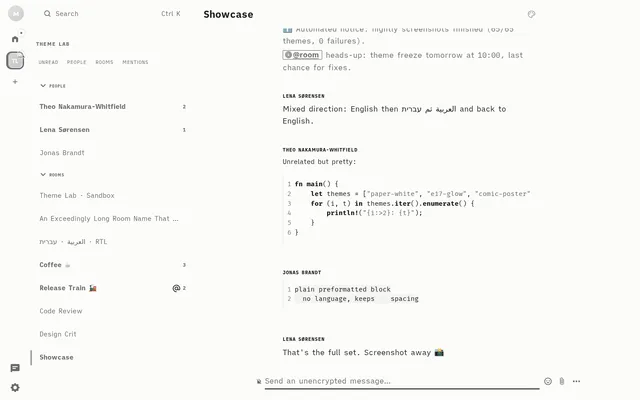 Search
Ctrl K
Showcase
THEME LAB
UNREAD PEOPLE ROOMS MENTIONS
PEOPLE
Theo Nakamura-Whitfield 2
Lena Sørensen 1
Jonas Brandt
ROOMS
Theme Lab · Sandbox
An Exceedingly Long Room Name That ...
עברית · العربية · RTL
Coffee ☕ 3
Release Train 🚂 @ 2
Code Review
Design Crit
Showcase
ℹ️ Automated notice: nightly screenshots finished (65/65
themes, 0 failures).
@room heads-up: theme freeze tomorrow at 10:00, last
chance for fixes.
LENA SØRENSEN
Mixed direction: English then עברית ثم العربية and back to
English.
THEO NAKAMURA-WHITFIELD
Unrelated but pretty:
1 fn main() {
2     let themes = ["paper-white", "e17-glow", "comic-poster"
3     for (i, t) in themes.iter().enumerate() {
4         println!("{i:>2}: {t}");
5     }
6 }
JONAS BRANDT
1 plain preformatted block
2   no language, keeps    spacing
LENA SØRENSEN
That's the full set. Screenshot away 📸
Send an unencrypted message...